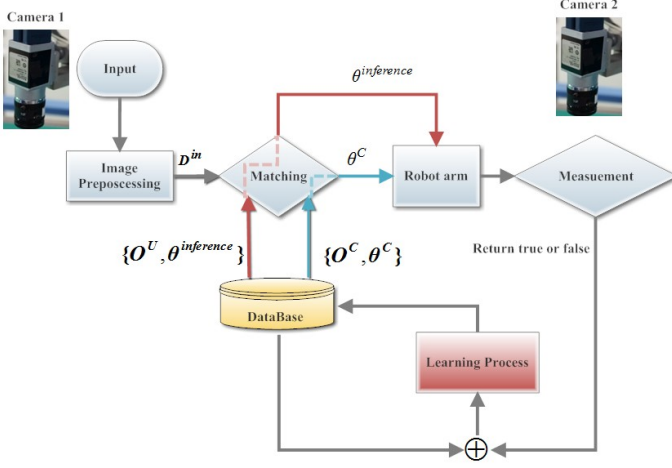 Camera 1
Camera 2
Input
θ^inference
Image
Preposcessing
D^in
Matching
θ^C
Robot arm
Measuement
{O^U, θ^inference}
{O^C, θ^C}
Return true or false
DataBase
Learning Process